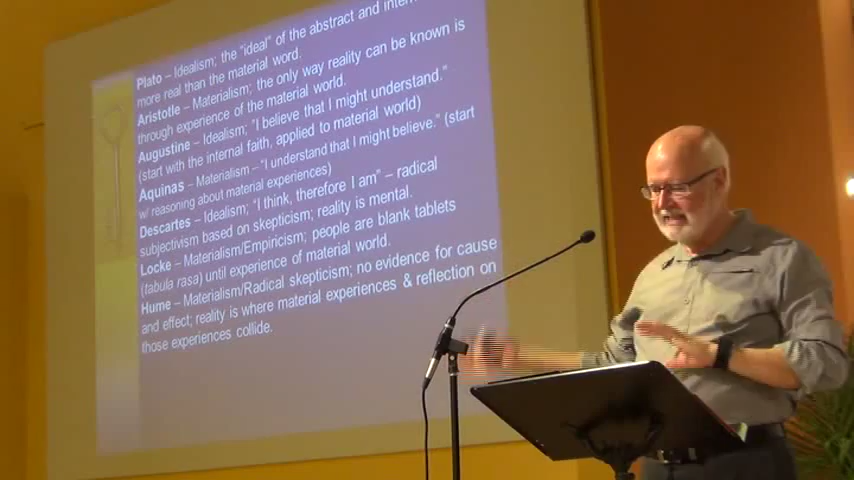 Plato – Idealism; the "ideal" of the abstract and
more real than the material word.
Aristotle – Materialism; the only way reality can be known is
through experience of the material world.
Augustine – Idealism; "I believe that I might understand."
(start with the internal faith, applied to material world)
Aquinas – Materialism – "I understand that I might believe." (start
w/ reasoning about material experiences)
Descartes – Idealism; "I think, therefore I am" – radical
subjectivism based on skepticism; reality is mental.
Locke – Materialism/Empiricism; people are blank tablets
(tabula rasa) until experience of material world.
Hume – Materialism/Radical skepticism; no evidence for cause
and effect; reality is where material experiences & reflection on
those experiences collide.